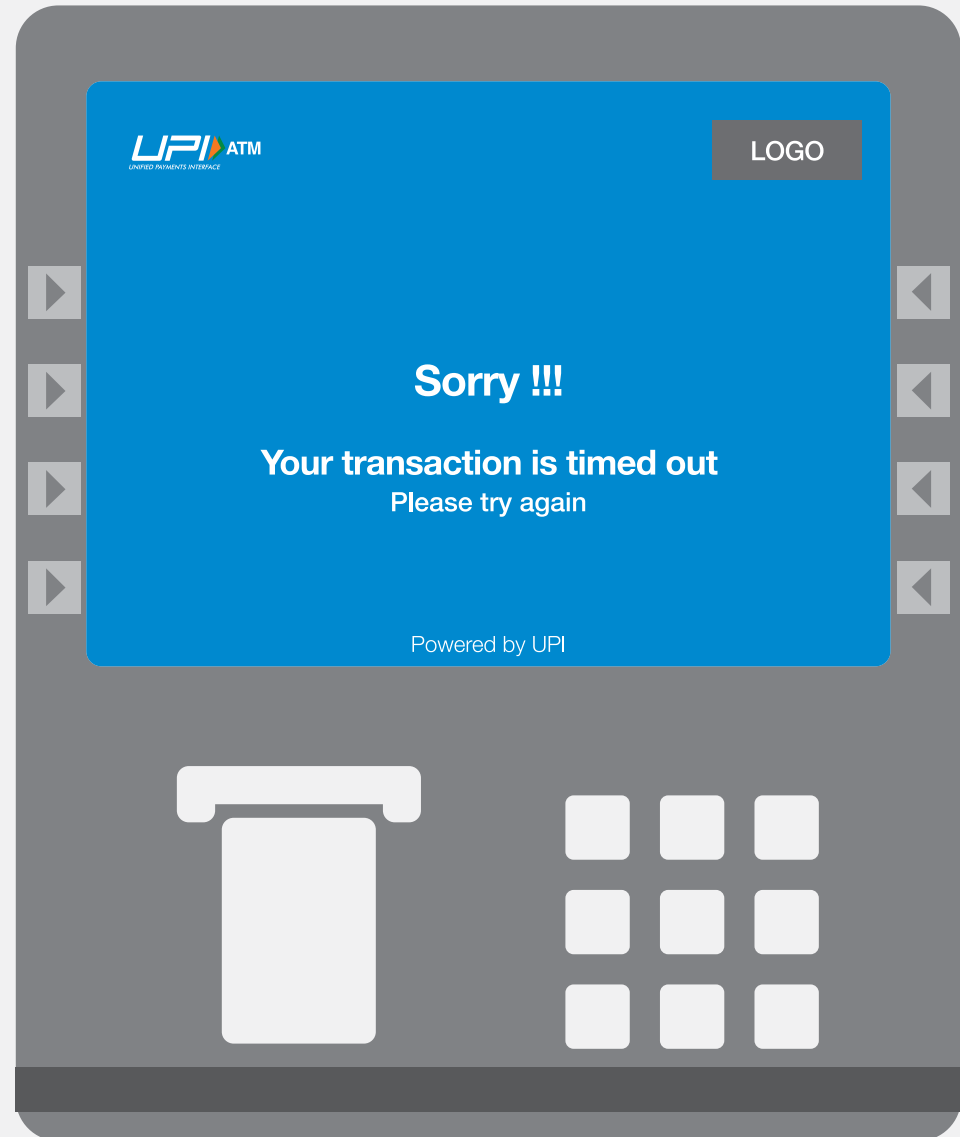 UPI ATM
UNIFIED PAYMENTS INTERFACE
LOGO
Sorry !!!
Your transaction is timed out
Please try again
Powered by UPI